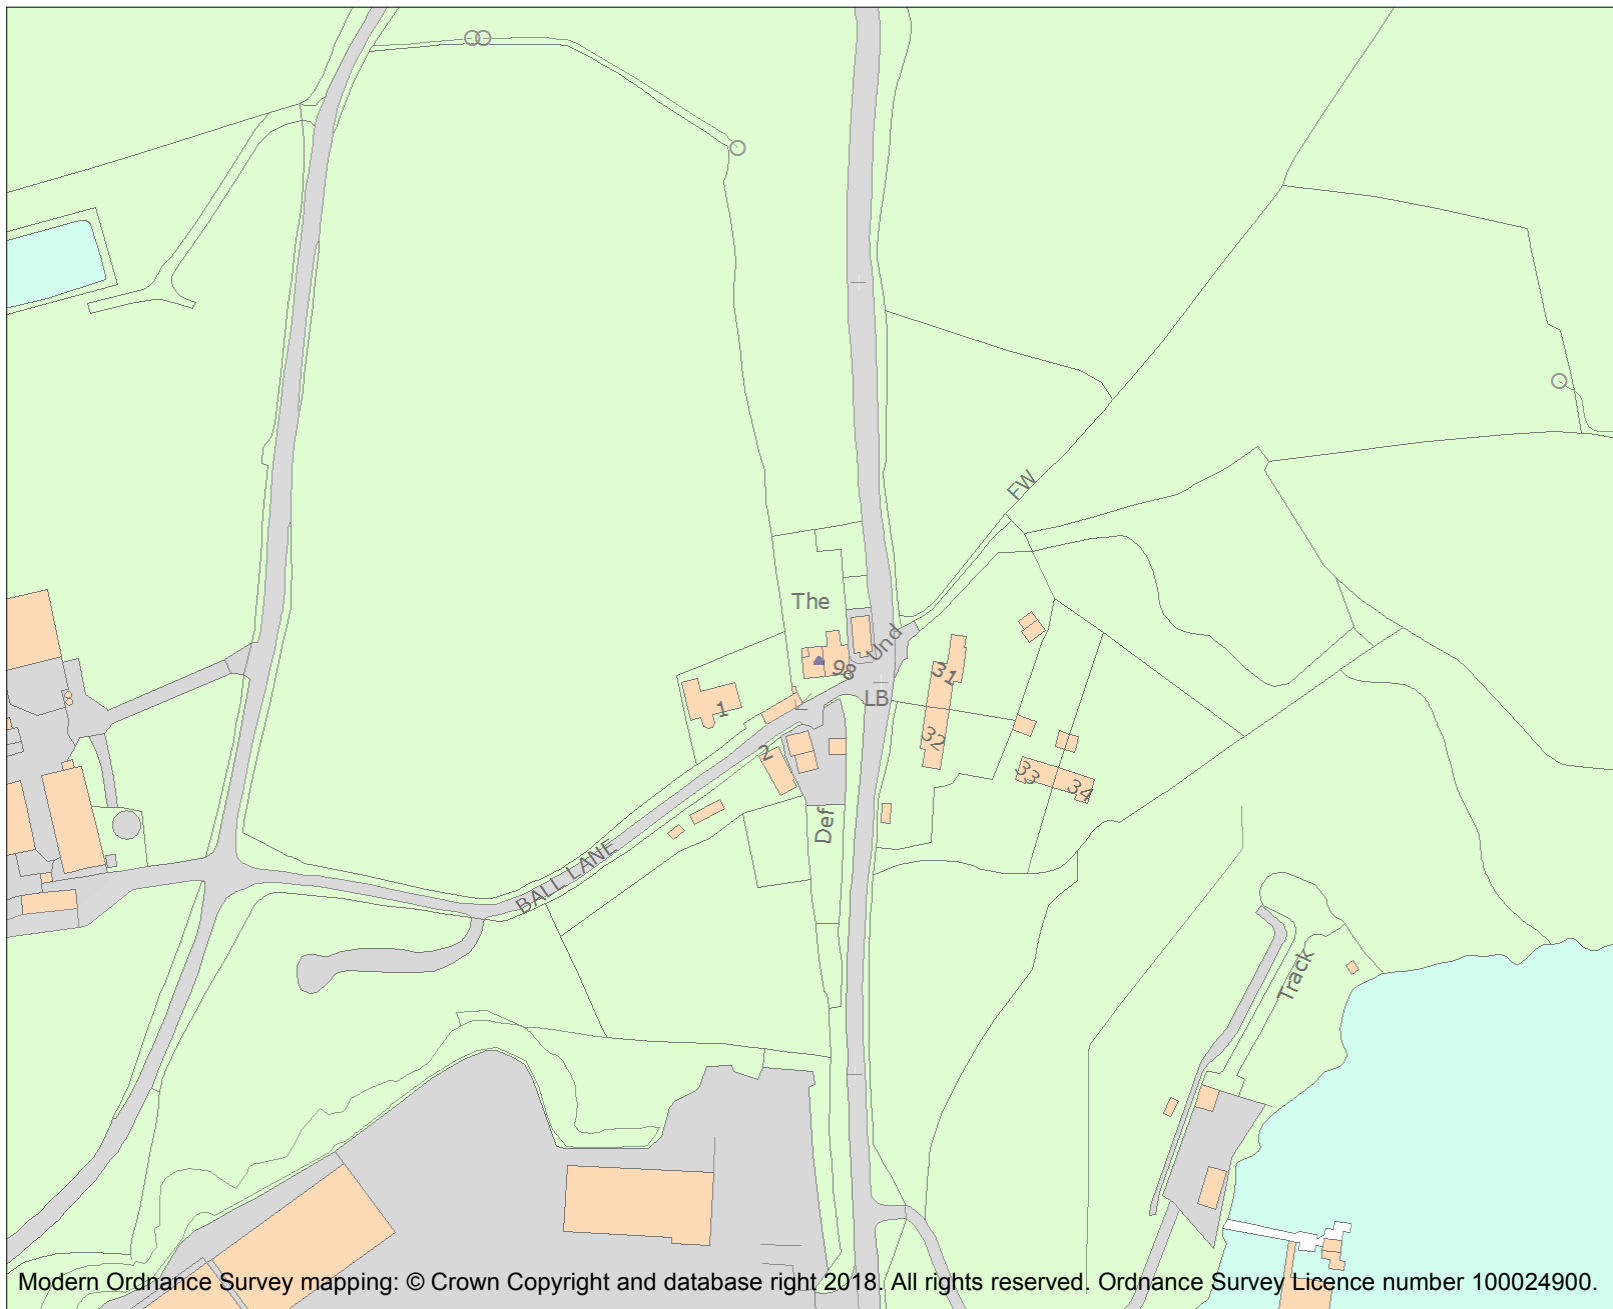 FW
The
Und
98
31
LB
1
32
2
33
34
Def
BALL LANE
Track
Modern Ordnance Survey mapping: © Crown Copyright and database right 2018. All rights reserved. Ordnance Survey Licence number 100024900.